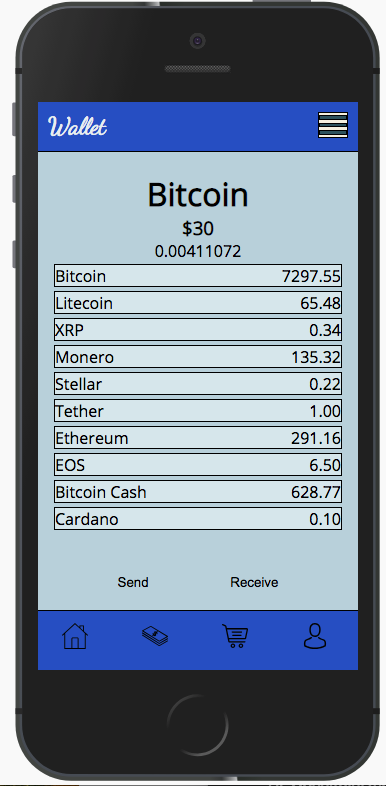 Wallet
Bitcoin
$30
0.00411072
Bitcoin 7297.55
Litecoin 65.48
XRP 0.34
Monero 135.32
Stellar 0.22
Tether 1.00
Ethereum 291.16
EOS 6.50
Bitcoin Cash 628.77
Cardano 0.10
Send Receive